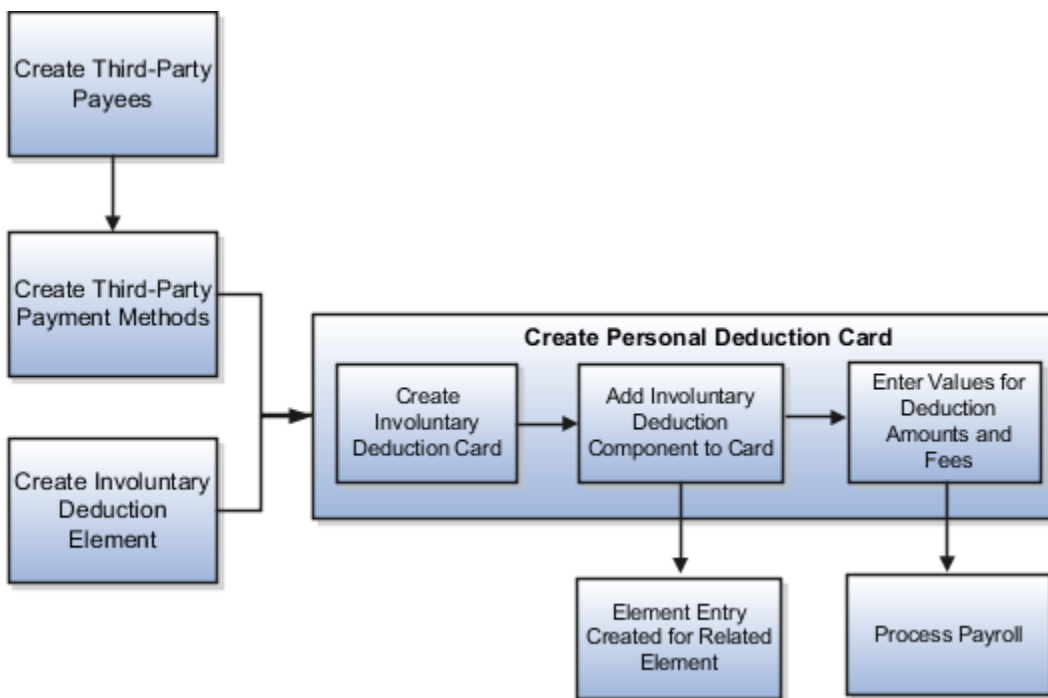 Create Third-Party
Payees
Create Third-Party
Payment Methods
Create Involuntary
Deduction
Element
Create Personal Deduction Card
Create
Involuntary
Deduction Card
Add Involuntary
Deduction
Component to Card
Enter Values for
Deduction
Amounts and
Fees
Element Entry
Created for Related
Element
Process Payroll